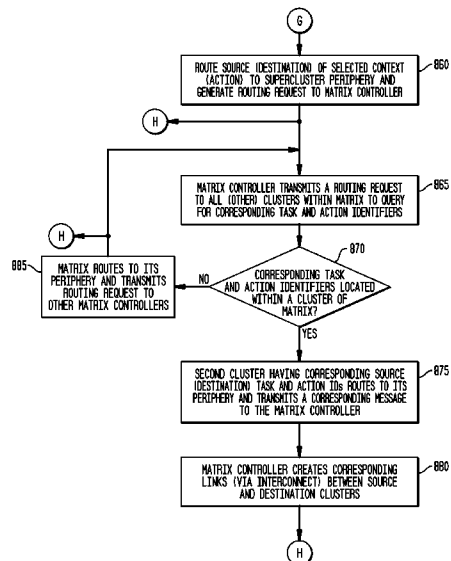 G
ROUTE SOURCE (DESTINATION) OF SELECTED CONTEXT
(ACTION) TO SUPERCLUSTER PERIPHERY AND
GENERATE ROUTING REQUEST TO MATRIX CONTROLLER
860
H
MATRIX CONTROLLER TRANSMITS A ROUTING REQUEST
TO ALL (OTHER) CLUSTERS WITHIN MATRIX TO QUERY
FOR CORRESPONDING TASK AND ACTION IDENTIFIERS
865
H
885
MATRIX ROUTES TO ITS
PERIPHERY AND TRANSMITS
ROUTING REQUEST TO
OTHER MATRIX CONTROLLERS
NO
870
CORRESPONDING TASK
AND ACTION IDENTIFIERS LOCATED
WITHIN A CLUSTER OF
MATRIX?
YES
SECOND CLUSTER HAVING CORRESPONDING SOURCE
(DESTINATION) TASK AND ACTION IDs ROUTES TO ITS
PERIPHERY AND TRANSMITS A CORRESPONDING MESSAGE
TO THE MATRIX CONTROLLER
875
MATRIX CONTROLLER CREATES CORRESPONDING
LINKS (VIA INTERCONNECT) BETWEEN SOURCE
AND DESTINATION CLUSTERS
880
H